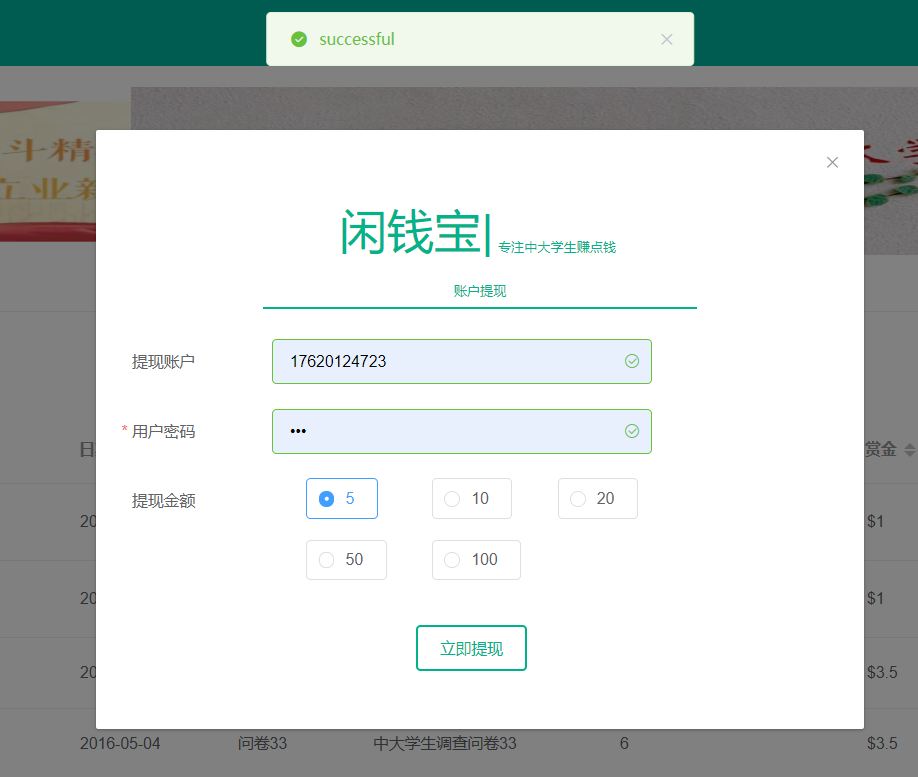 successful
斗精
立业新
大学
闲钱宝| 专注中大学生赚点钱
账户提现
提现账户 17620124723
* 用户密码 •••
提现金额 5 10 20
50 100
立即提现
日 赏金
20 $1
20 $1
20 $3.5
2016-05-04 问卷33 中大学生调查问卷33 6 $3.5